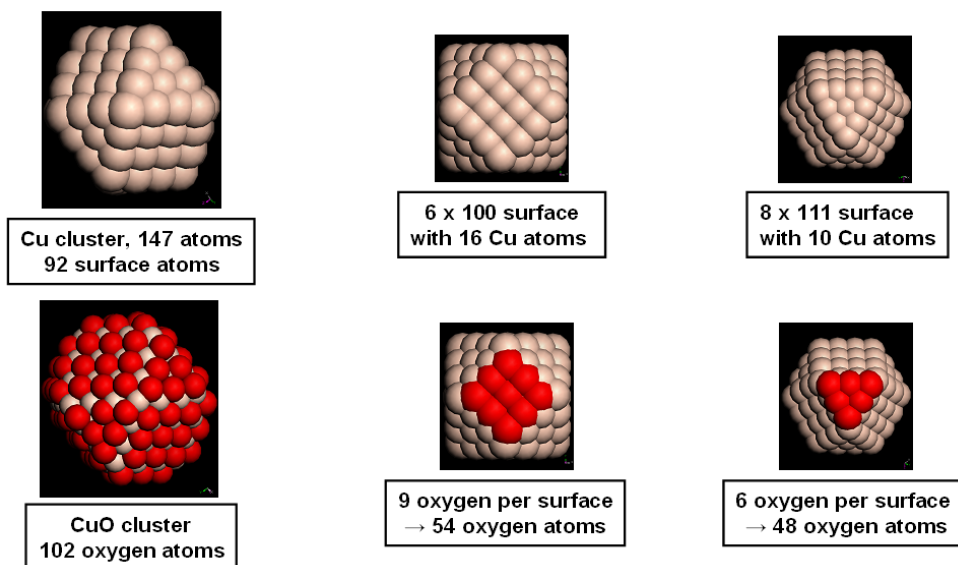 Cu cluster, 147 atoms
92 surface atoms
6 x 100 surface
with 16 Cu atoms
8 x 111 surface
with 10 Cu atoms
CuO cluster
102 oxygen atoms
9 oxygen per surface
→ 54 oxygen atoms
6 oxygen per surface
→ 48 oxygen atoms